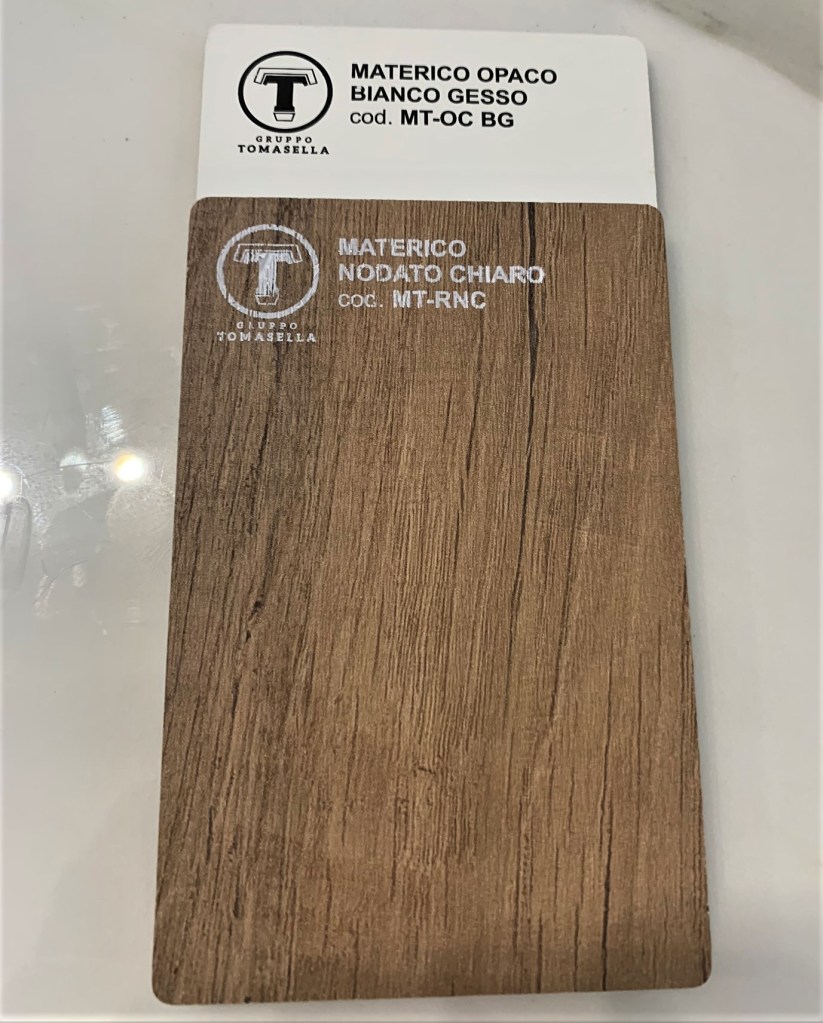 MATERICO OPACO
BIANCO GESSO
cod. MT-OC BG
T
GRUPPO
TOMASELLA
MATERICO
NODATO CHIARO
cod. MT-RNC
T
GRUPPO
TOMASELLA